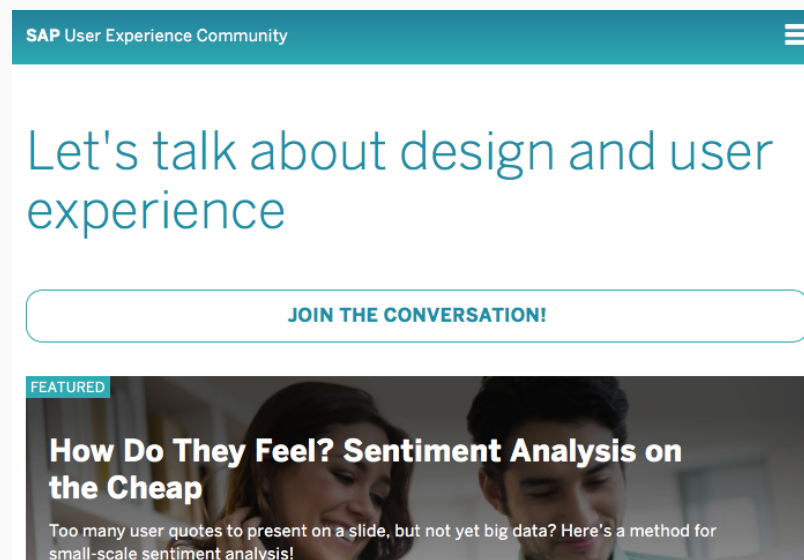 SAP User Experience Community
Let's talk about design and user
experience
JOIN THE CONVERSATION!
FEATURED
How Do They Feel? Sentiment Analysis on
the Cheap
Too many user quotes to present on a slide, but not yet big data? Here's a method for
small-scale sentiment analysis!